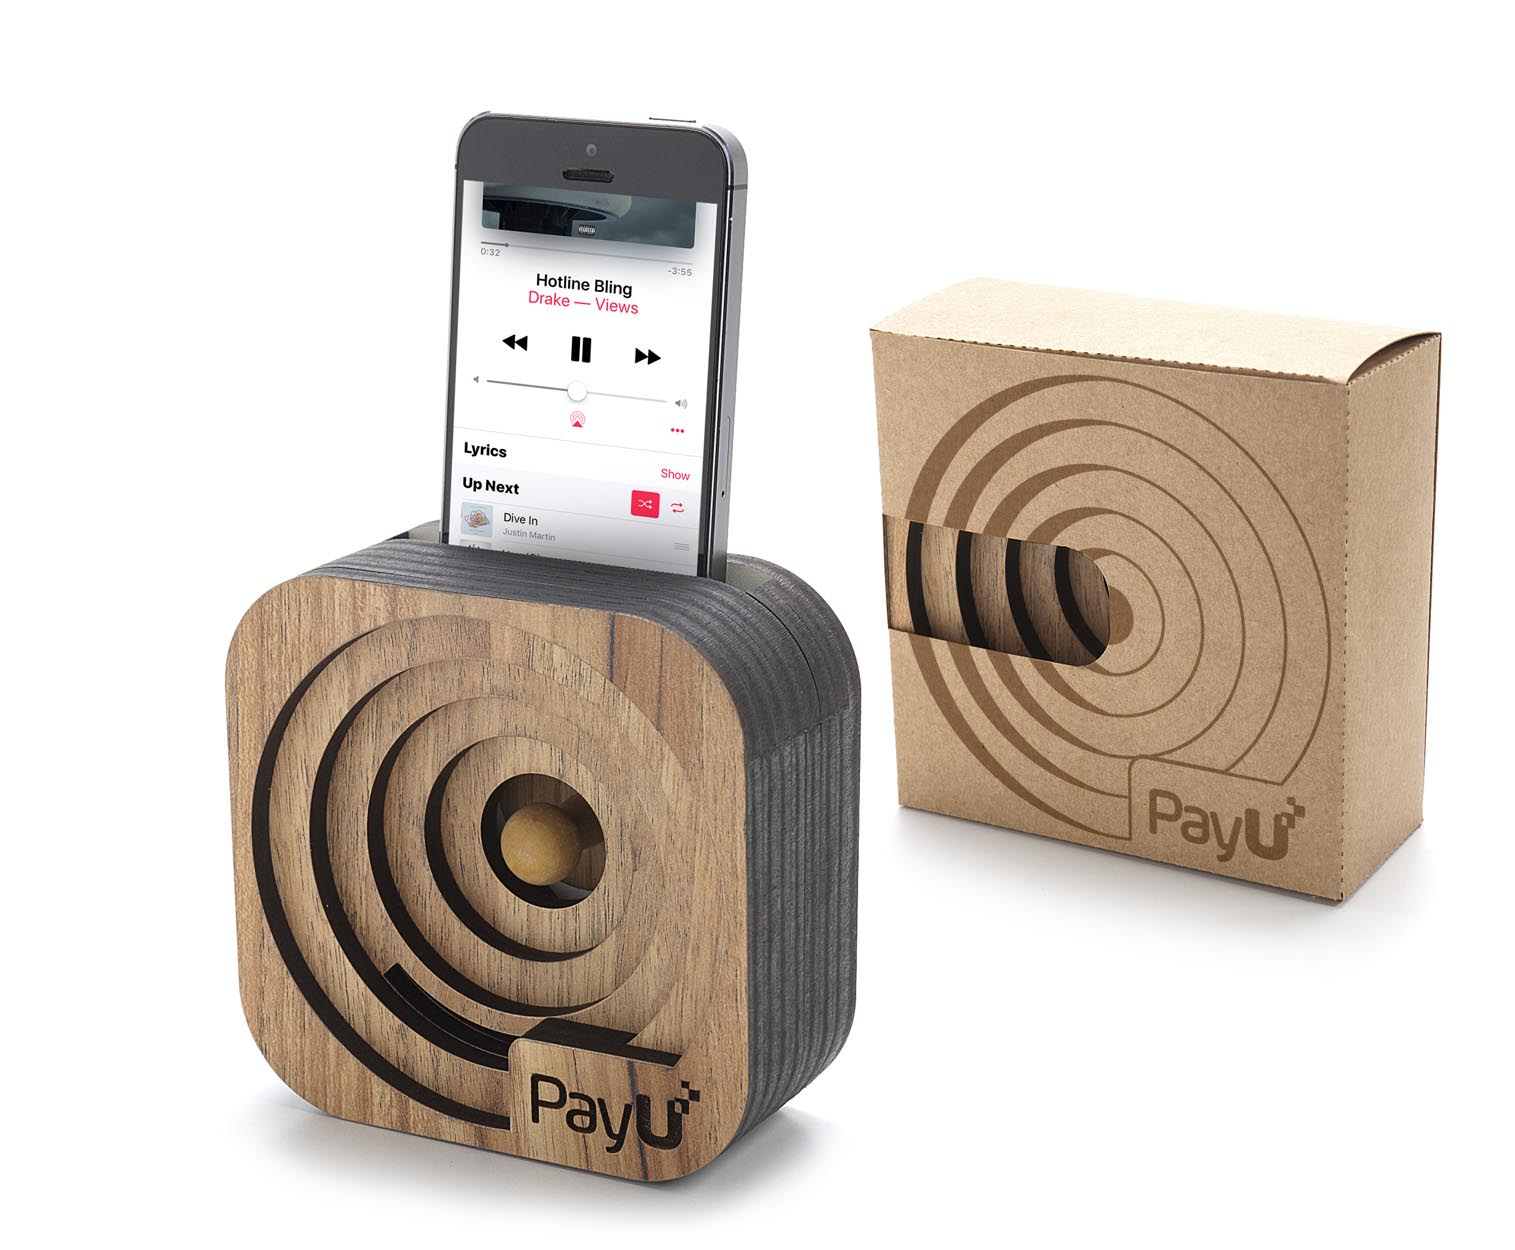 0:32
-3:55
Hotline Bling
Drake — Views
Lyrics
Show
Up Next
Dive In
Justin Martin
PayU
PayU